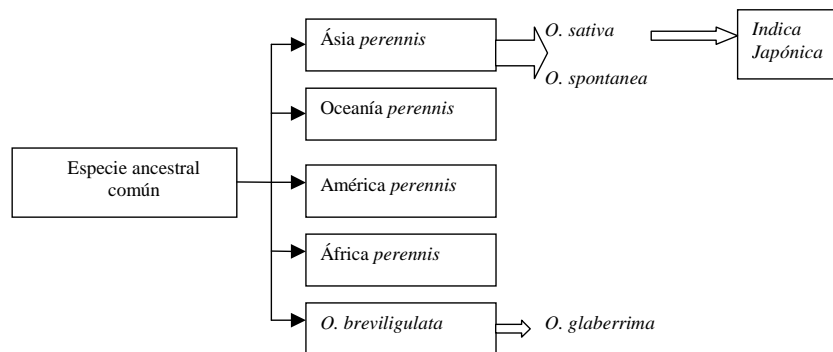 Ásia perennis
O. sativa
O. spontanea
Indica
Japónica
Oceanía perennis
Especie ancestral
común
América perennis
África perennis
O. breviligulata
O. glaberrima